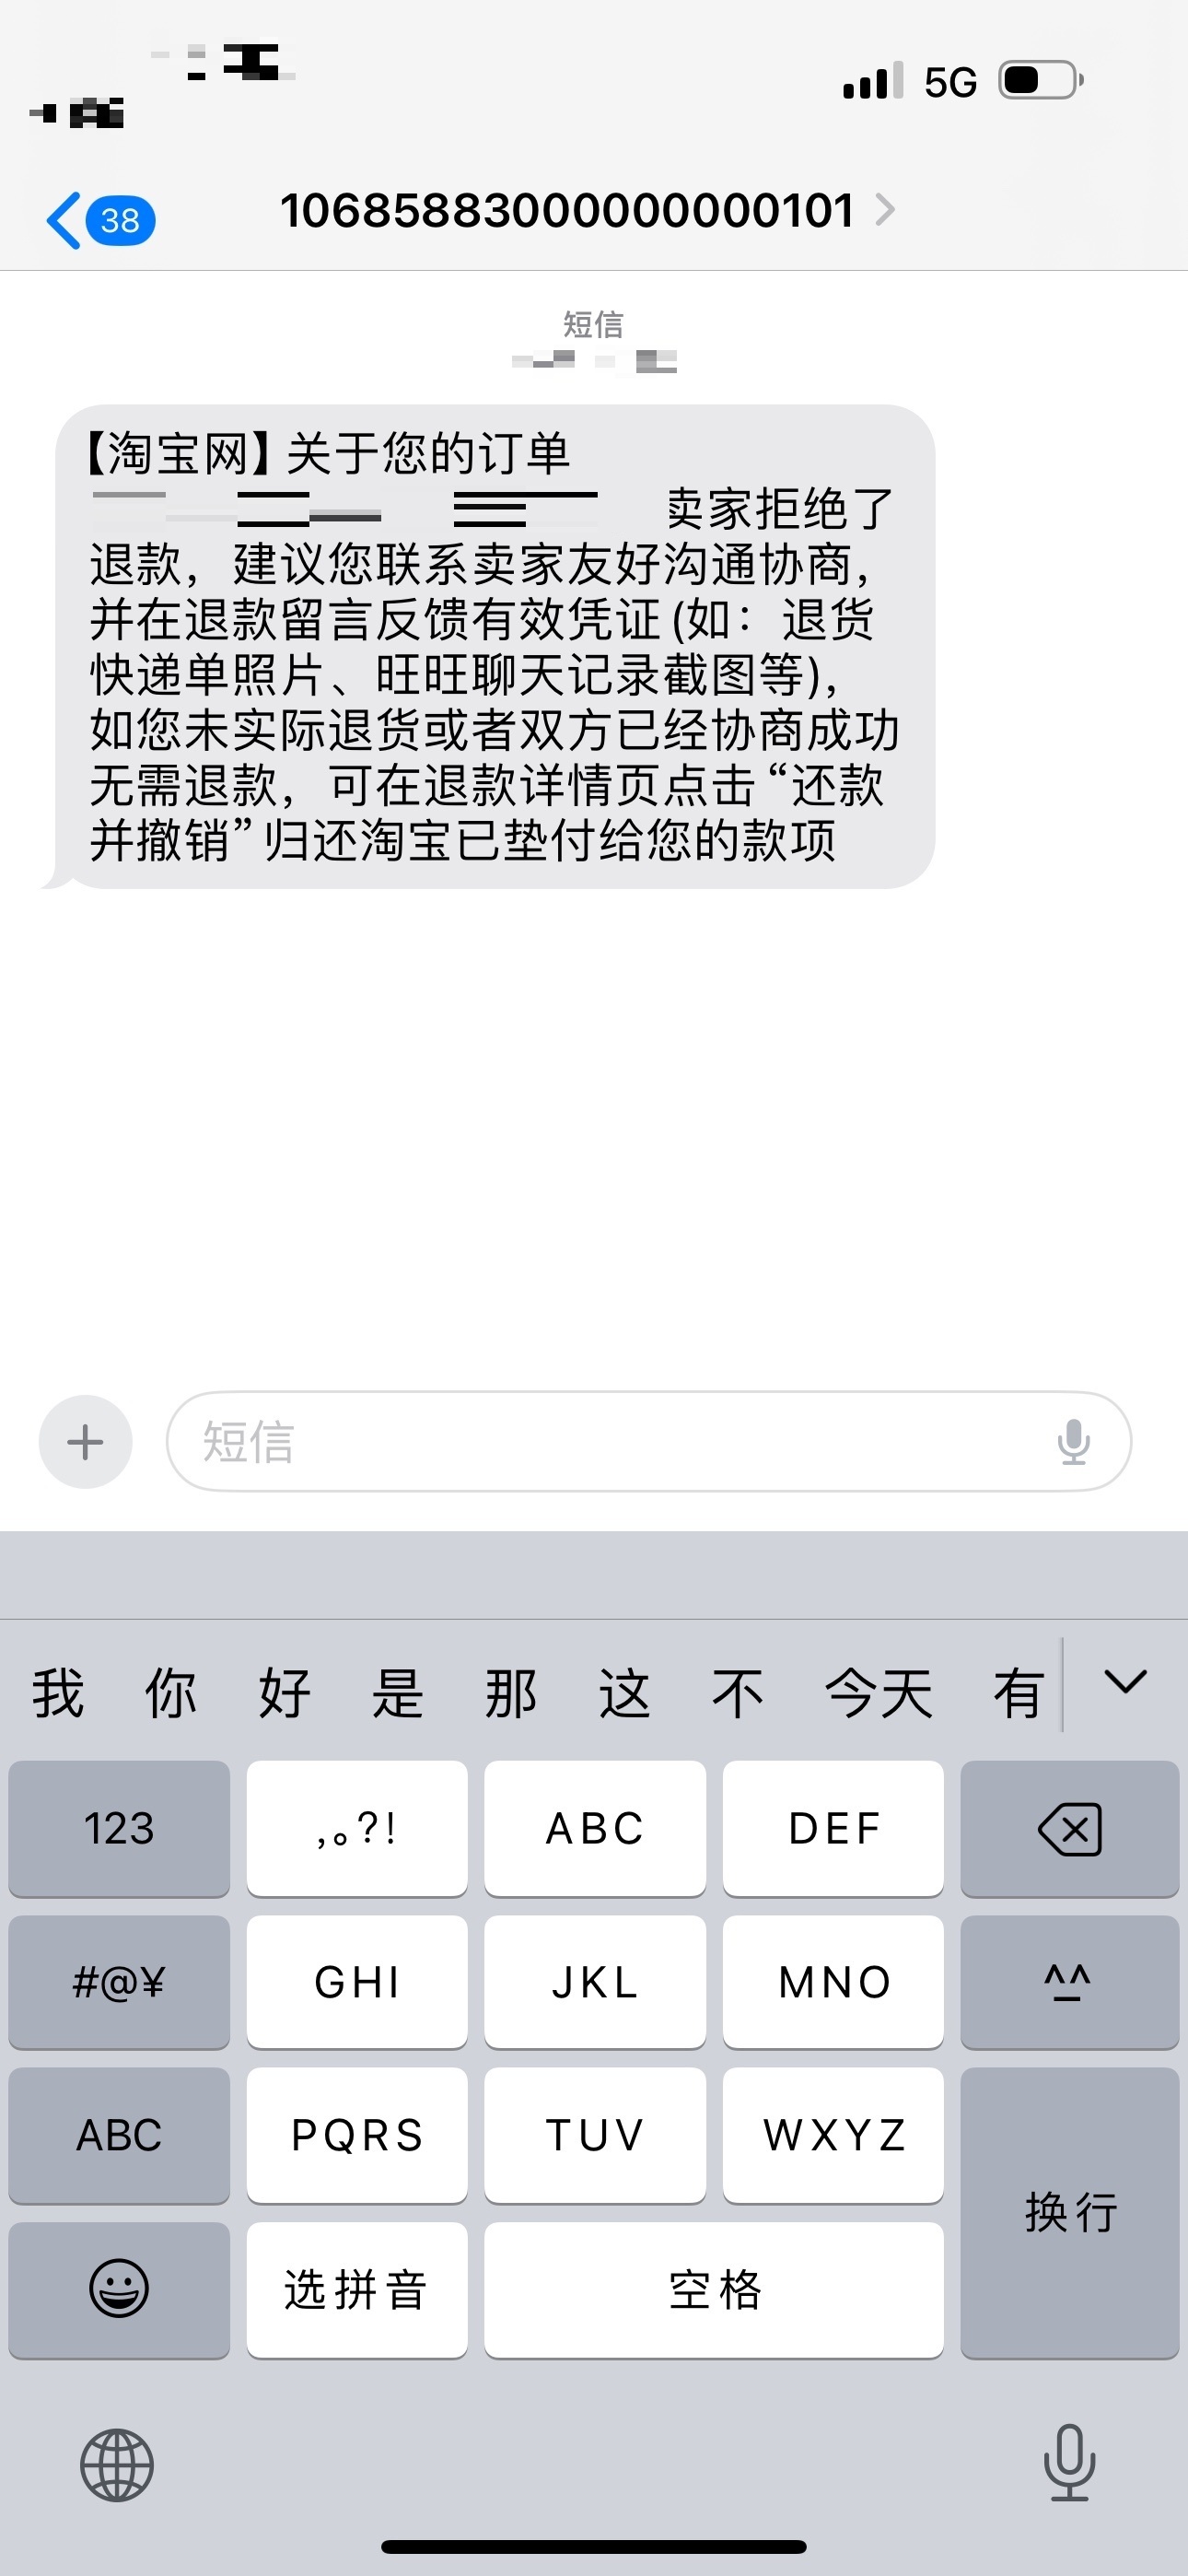 5G
38
10685883000000000101
短信
【淘宝网】关于您的订单
卖家拒绝了
退款，建议您联系卖家友好沟通协商，
并在退款留言反馈有效凭证(如：退货
快递单照片、旺旺聊天记录截图等)，
如您未实际退货或者双方已经协商成功
无需退款，可在退款详情页点击“还款
并撤销”归还淘宝已垫付给您的款项
短信
我 你 好 是 那 这 不 今天 有
123 ,。?! ABC DEF
#@¥ GHI JKL MNO ^^
ABC PQRS TUV WXYZ
换行
选拼音 空格